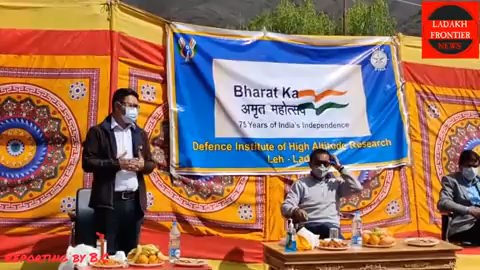 LADAKH
FRONTIER
NEWS
Bharat Ka
अमृत महोत्सव
75 Years of India's Independence
Defence Institute of High Altitude Research
Leh - Lada
REPORTING BY